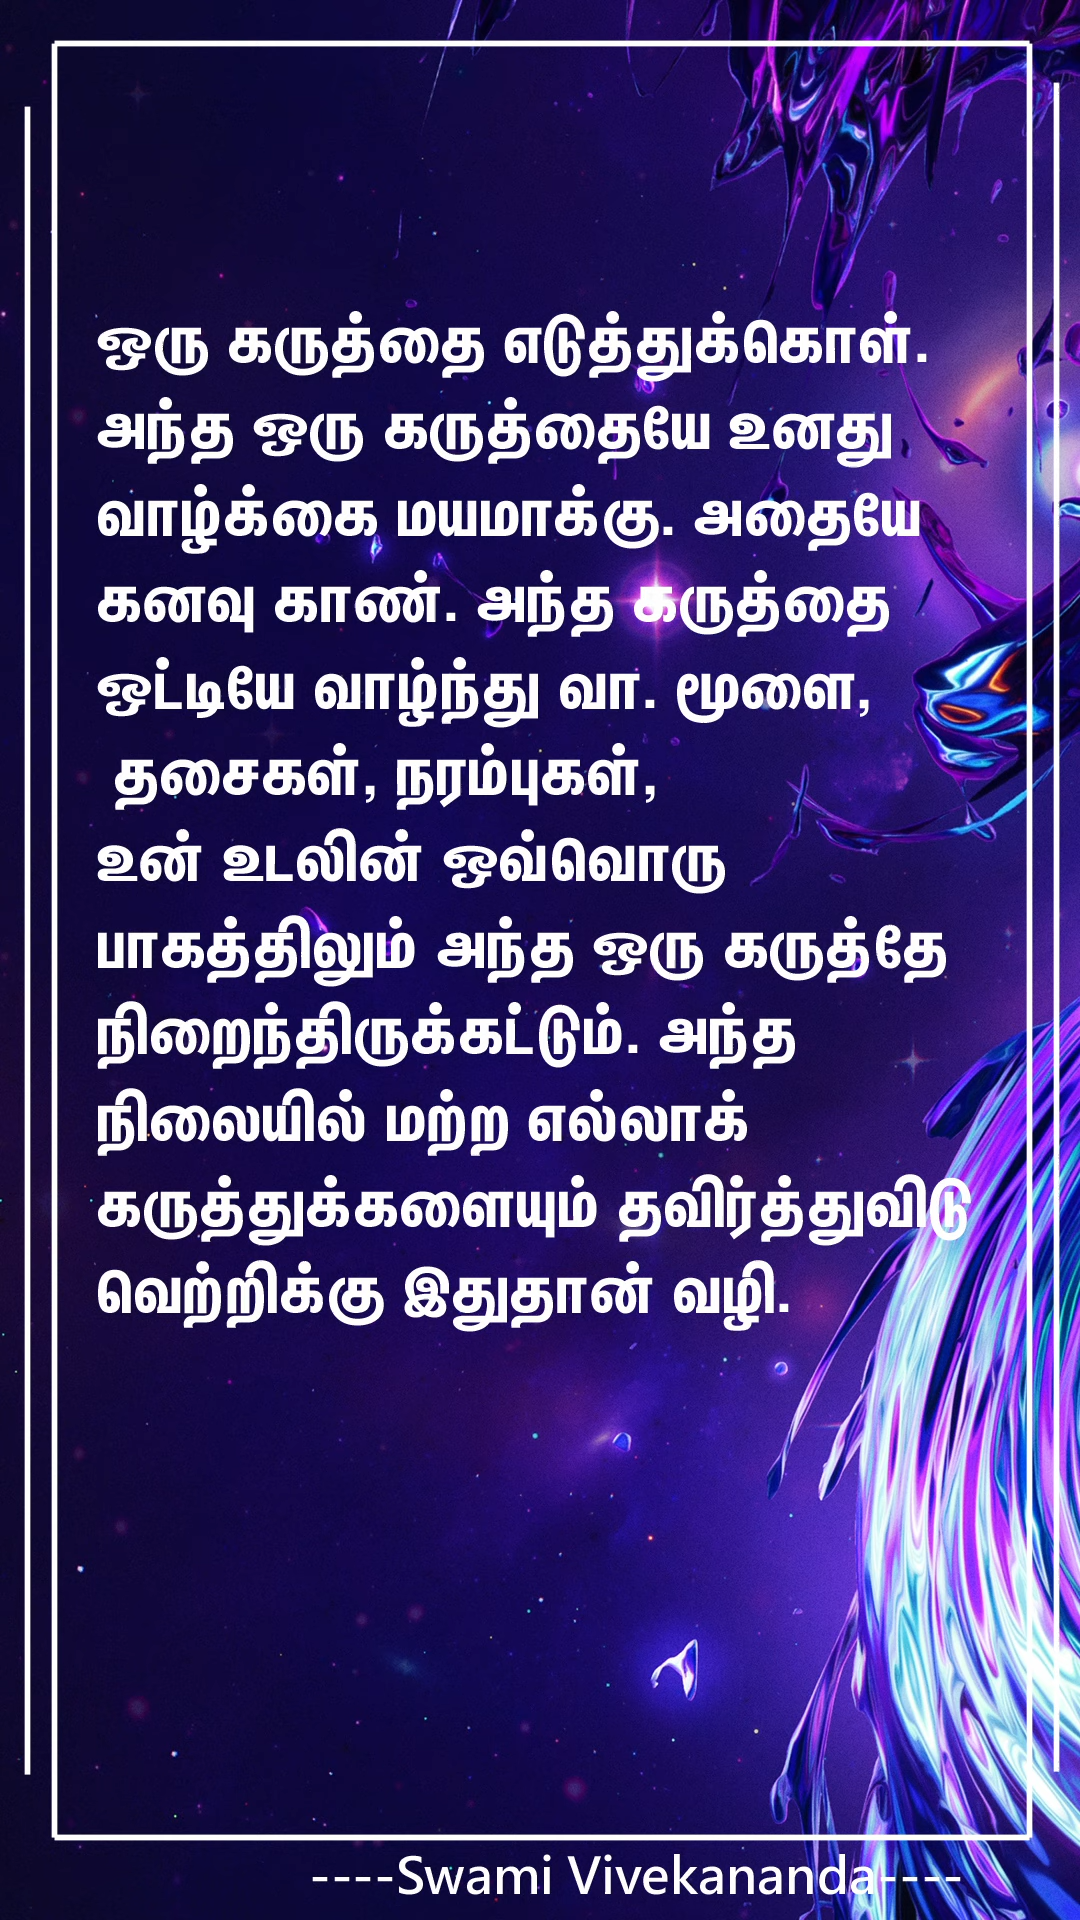 ஒரு கருத்தை எடுத்துக்கொள்.
அந்த ஒரு கருத்தையே உனது
வாழ்க்கை மயமாக்கு. அதையே
கனவு காண். அந்த கருத்தை
ஒட்டியே வாழ்ந்து வா. மூளை,
தசைகள், நரம்புகள்,
உன் உடலின் ஒவ்வொரு
பாகத்திலும் அந்த ஒரு கருத்தே
நிறைந்திருக்கட்டும். அந்த
நிலையில் மற்ற எல்லாக்
கருத்துக்களையும் தவிர்த்துவிடு
வெற்றிக்கு இதுதான் வழி.
----Swami Vivekananda----